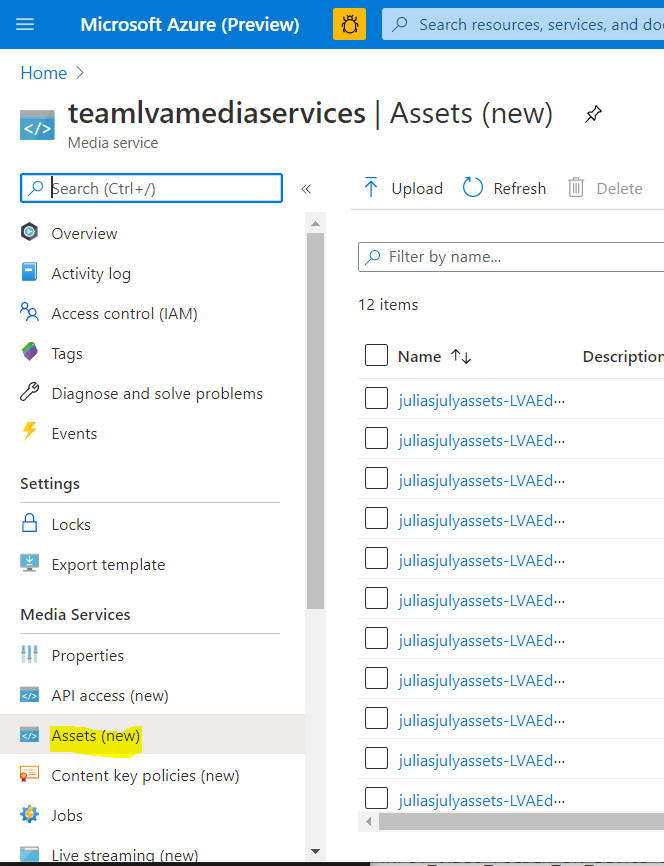 Microsoft Azure (Preview)
Search resources, services, and do
Home
teamlvamediaservices | Assets (new)
Media service
Search (Ctrl+/)
«
Upload
Refresh
Delete
Overview
Activity log
Access control (IAM)
Tags
Diagnose and solve problems
Events
Settings
Locks
Export template
Media Services
Properties
API access (new)
Assets (new)
Content key policies (new)
Jobs
Live streaming (new)
Filter by name...
12 items
Name
Description
juliasjulyassets-LVAEd···
juliasjulyassets-LVAEd···
juliasjulyassets-LVAEd···
juliasjulyassets-LVAEd···
juliasjulyassets-LVAEd···
juliasjulyassets-LVAEd···
juliasjulyassets-LVAEd···
juliasjulyassets-LVAEd···
juliasjulyassets-LVAEd···
juliasjulyassets-LVAEd···
juliasjulyassets-LVAEd···